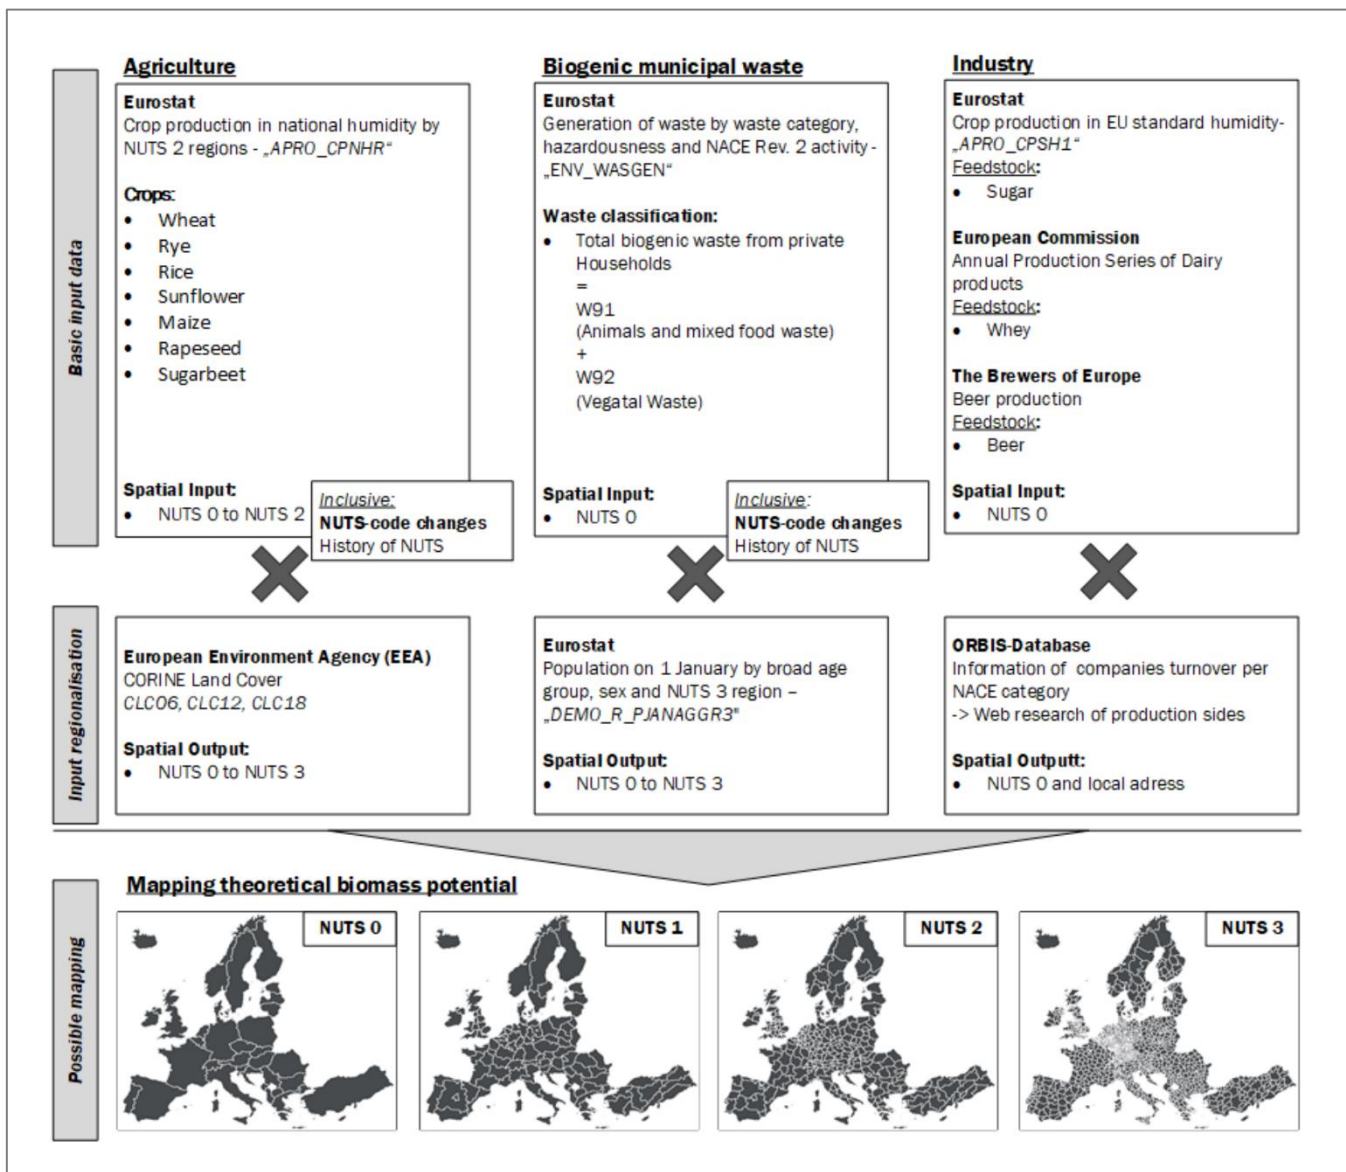 Basic input data
Agriculture
Eurostat
Crop production in national humidity by
NUTS 2 regions - „APRO_CPNHR“
Crops:
• Wheat
• Rye
• Rice
• Sunflower
• Maize
• Rapeseed
• Sugarbeet
Spatial Input:
• NUTS 0 to NUTS 2
Inclusive:
NUTS-code changes
History of NUTS
Biogenic municipal waste
Eurostat
Generation of waste by waste category,
hazardousness and NACE Rev. 2 activity -
„ENV_WASGEN“
Waste classification:
• Total biogenic waste from private
Households
=
W91
(Animals and mixed food waste)
+
W92
(Vegatal Waste)
Spatial Input:
• NUTS 0
Inclusive:
NUTS-code changes
History of NUTS
Industry
Eurostat
Crop production in EU standard humidity-
„APRO_CPSH1“
Feedstock:
• Sugar
European Commission
Annual Production Series of Dairy
products
Feedstock:
• Whey
The Brewers of Europe
Beer production
Feedstock:
• Beer
Spatial Input:
• NUTS 0
Input regionalisation
European Environment Agency (EEA)
CORINE Land Cover
CLC06, CLC12, CLC18
Spatial Output:
• NUTS 0 to NUTS 3
Eurostat
Population on 1 January by broad age
group, sex and NUTS 3 region –
„DEMO_R_PJANAGGR3"
Spatial Output:
• NUTS 0 to NUTS 3
ORBIS-Database
Information of companies turnover per
NACE category
-> Web research of production sides
Spatial Outputt:
• NUTS 0 and local adress
Possible mapping
Mapping theoretical biomass potential
NUTS 0
NUTS 1
NUTS 2
NUTS 3